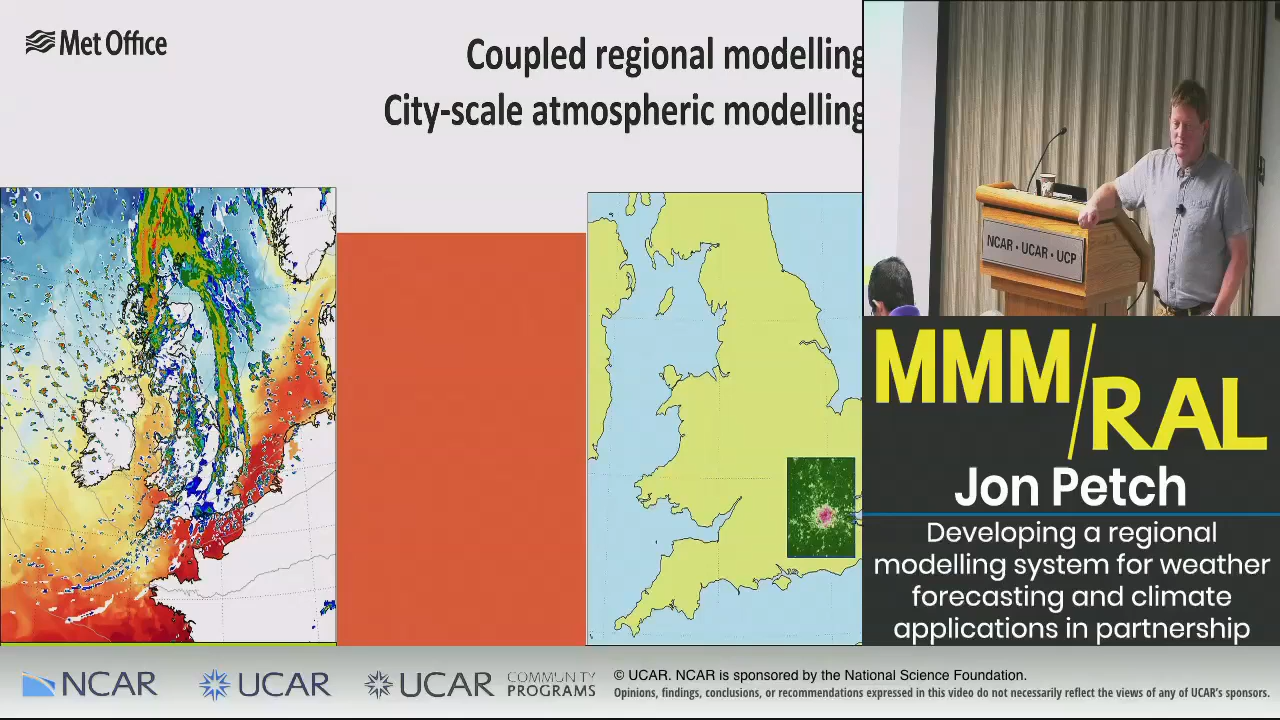 Met Office
Coupled regional modelling
City-scale atmospheric modelling
NCAR · UCAR · UCP
MMM/RAL
Jon Petch
Developing a regional
modelling system for weather
forecasting and climate
applications in partnership
NCAR
UCAR
UCAR
COMMUNITY
PROGRAMS
© UCAR. NCAR is sponsored by the National Science Foundation.
Opinions, findings, conclusions, or recommendations expressed in this video do not necessarily reflect the views of any of UCAR's sponsors.